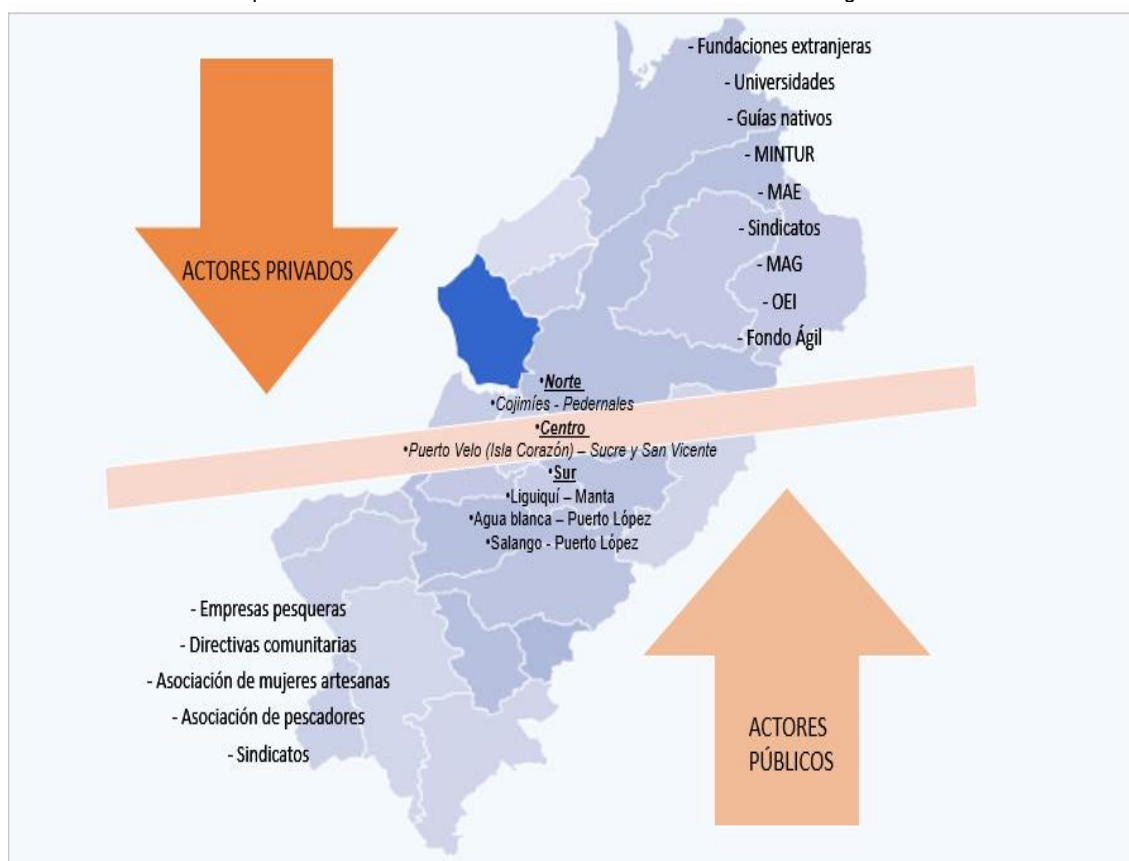 - Fundaciones extranjeras
- Universidades
- Guías nativos
- MINTUR
- MAE
- Sindicatos
- MAG
- OEI
- Fondo Ágil
ACTORES PRIVADOS
•Norte
•Cojimíes - Pedernales
•Centro
•Puerto Velo (Isla Corazón) – Sucre y San Vicente
•Sur
•Liguiquí – Manta
•Agua blanca – Puerto López
•Salango - Puerto López
- Empresas pesqueras
- Directivas comunitarias
- Asociación de mujeres artesanas
- Asociación de pescadores
- Sindicatos
ACTORES
PÚBLICOS